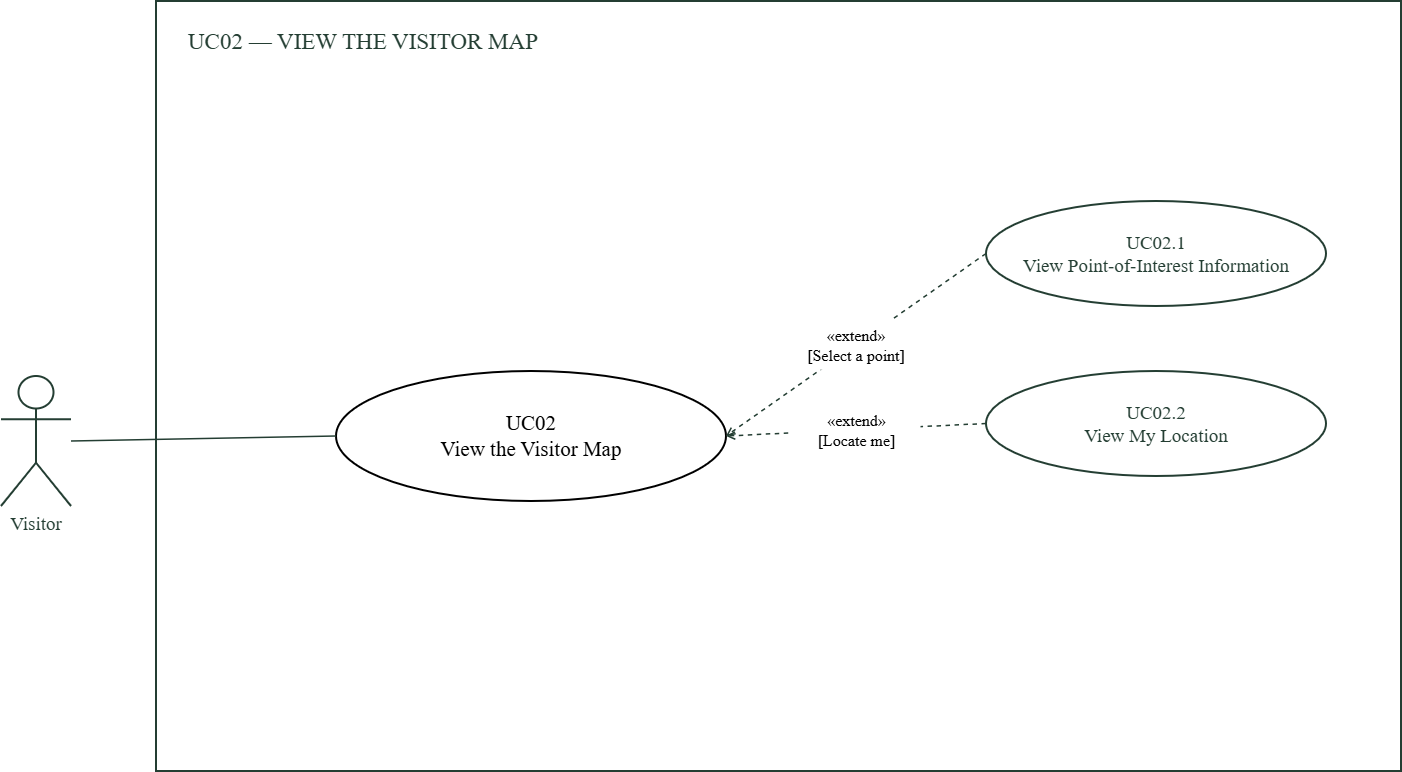 UC02 — VIEW THE VISITOR MAP
UC02.1
View Point-of-Interest Information
«extend»
[Select a point]
UC02
View the Visitor Map
«extend»
[Locate me]
UC02.2
View My Location
Visitor